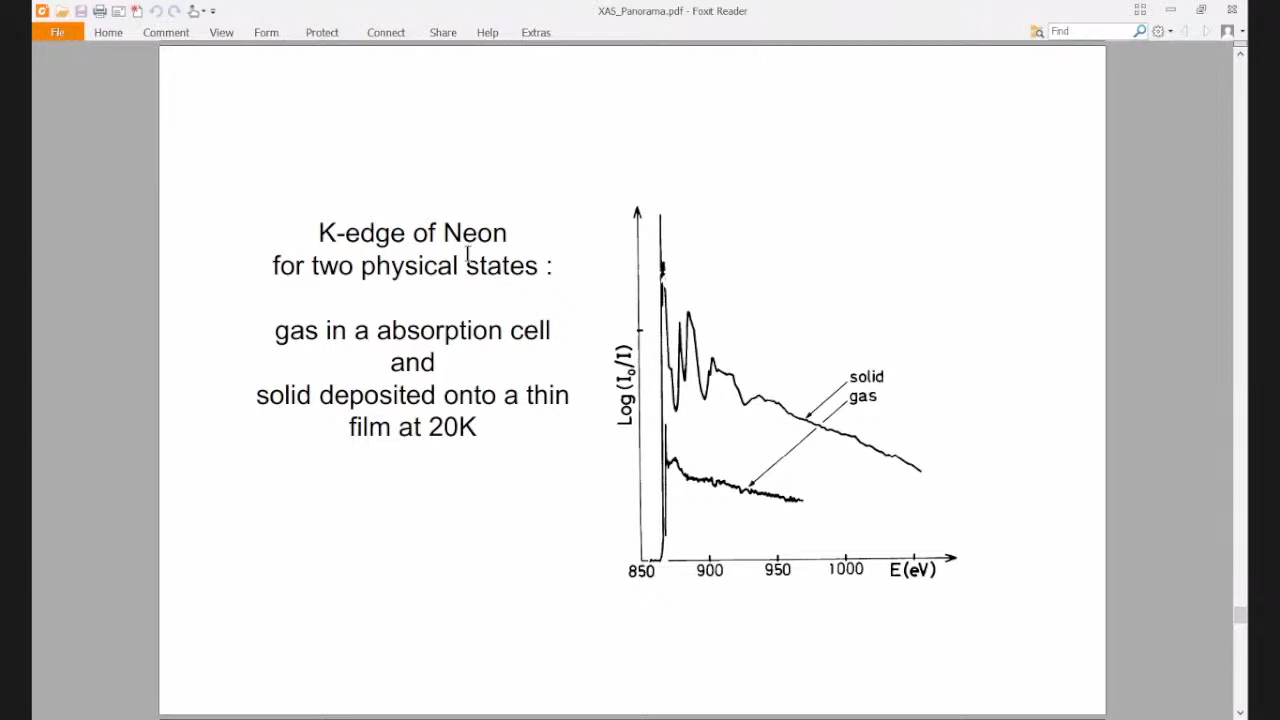 XAS_Panorama.pdf - Foxit Reader
File Home Comment View Form Protect Connect Share Help Extras Find
K-edge of Neon
for two physical states :
gas in a absorption cell
and
solid deposited onto a thin
film at 20K
Log (I₀/I)
solid
gas
850 900 950 1000 E(eV)